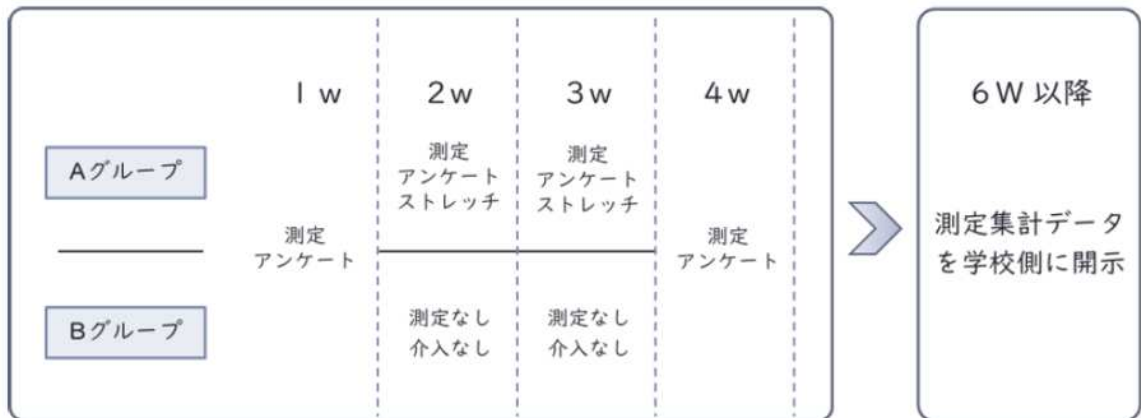 1w
2w
3w
4w
Aグループ
測定
アンケート
ストレッチ
測定
アンケート
ストレッチ
測定
アンケート
測定
アンケート
Bグループ
測定なし
介入なし
測定なし
介入なし
6W 以降
測定集計データ
を学校側に開示